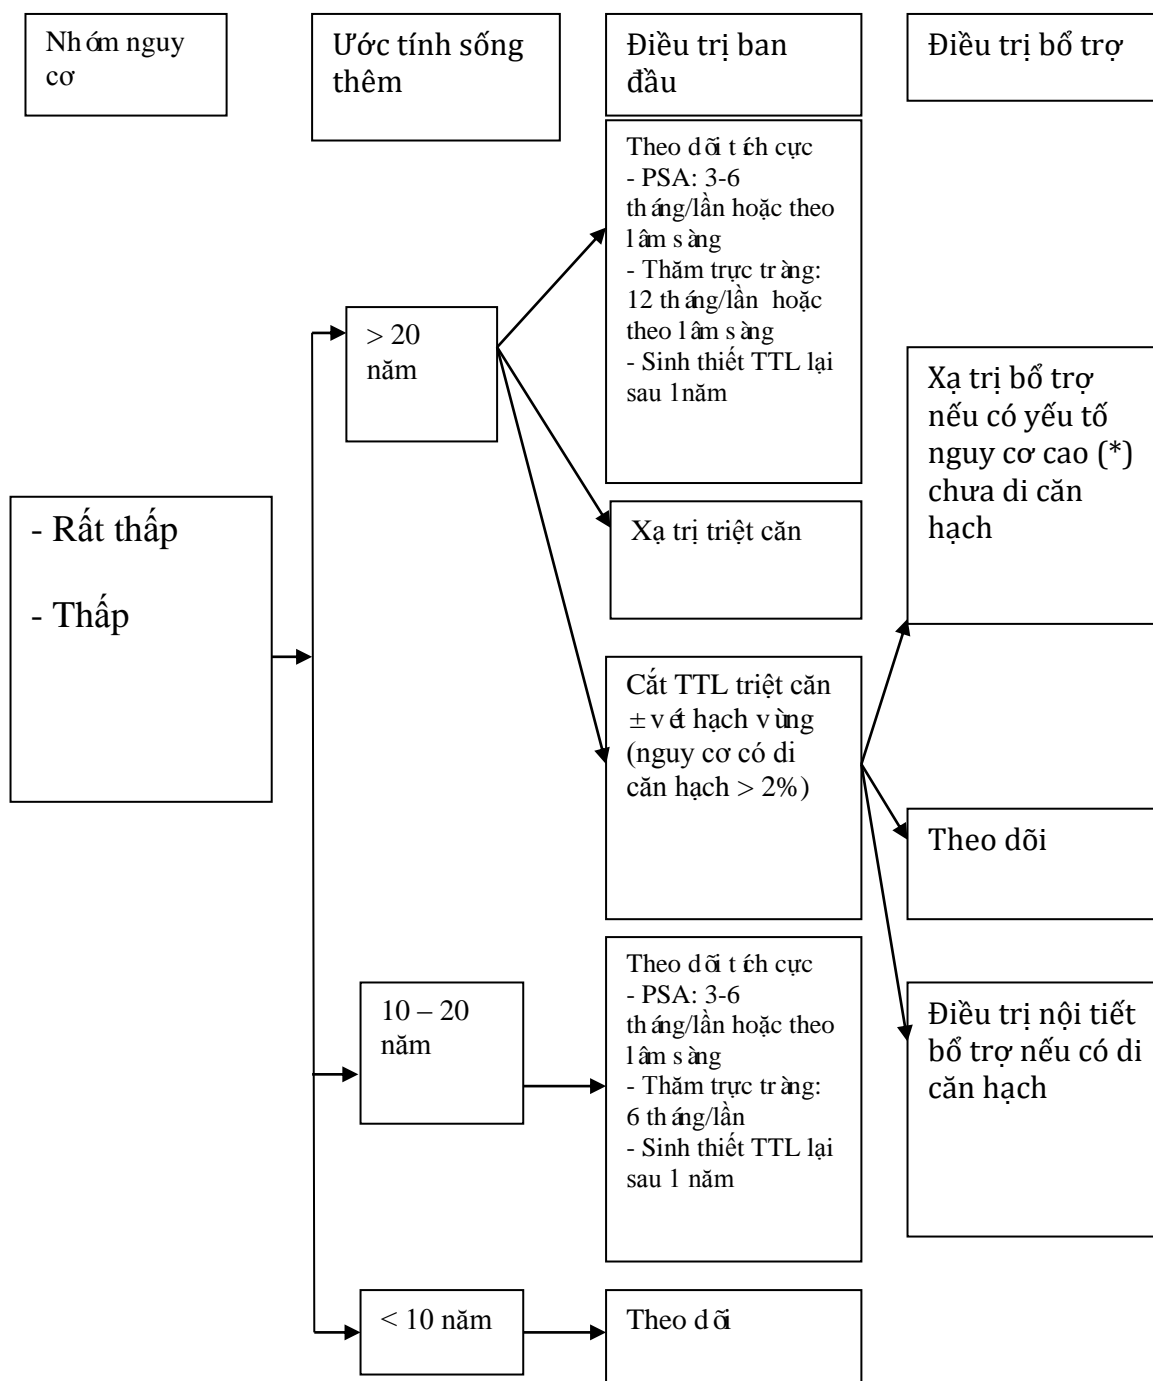 Nhóm nguy
cơ
Ước tính sống
thêm
Điều trị ban
đầu
Điều trị bổ trợ
- Rất thấp
- Thấp
> 20
năm
Theo dõi tích cực
- PSA: 3-6
tháng/lần hoặc theo
lâm sàng
- Thăm trực tràng:
12 tháng/lần hoặc
theo lâm sàng
- Sinh thiết TTL lại
sau 1năm
Xạ trị triệt căn
Cắt TTL triệt căn
± vét hạch vùng
(nguy cơ có di
căn hạch > 2%)
Xạ trị bổ trợ
nếu có yếu tố
nguy cơ cao (*)
chưa di căn
hạch
Theo dõi
Điều trị nội tiết
bổ trợ nếu có di
căn hạch
10 – 20
năm
Theo dõi tích cực
- PSA: 3-6
tháng/lần hoặc theo
lâm sàng
- Thăm trực tràng:
6 tháng/lần
- Sinh thiết TTL lại
sau 1 năm
< 10 năm
Theo dõi